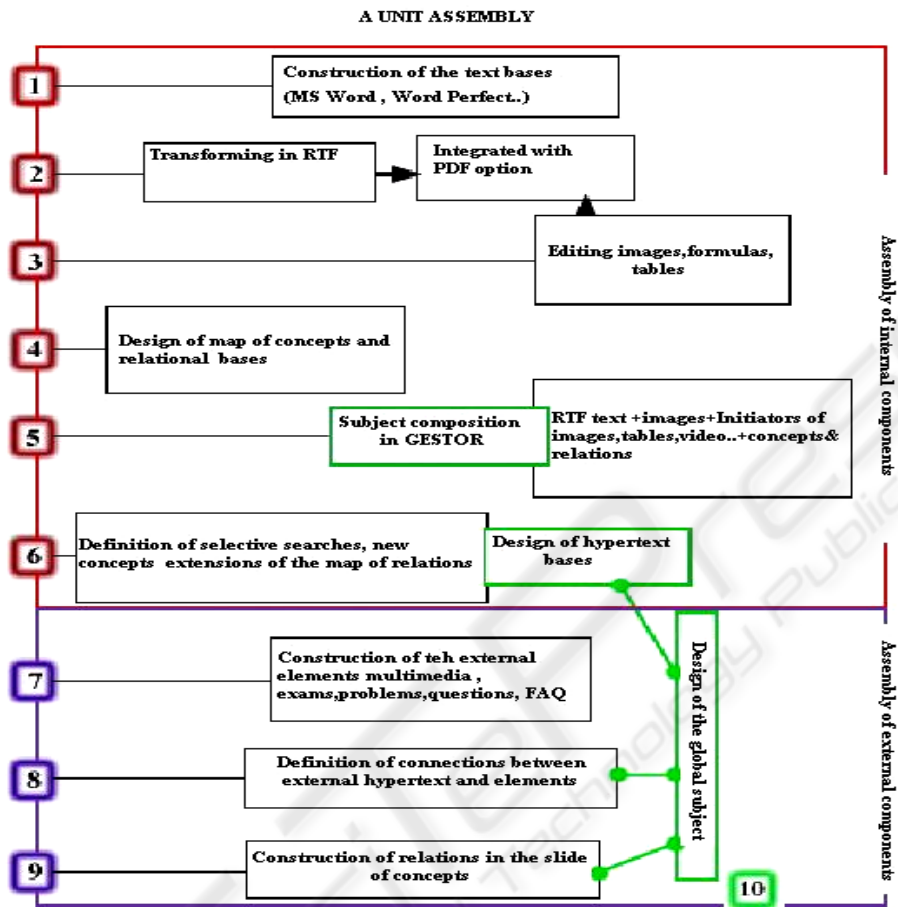 A UNIT ASSEMBLY
1
Construction of the text bases
(MS Word , Word Perfect..)
2
Transforming in RTF
Integrated with
PDF option
3
Editing images,formulas,
tables
4
Design of map of concepts and
relational bases
5
Subject composition
in GESTOR
RTF text +images+Initiators of
images,tables,video..+concepts&
relations
6
Definition of selective searches, new
concepts extensions of the map of relations
Design of hypertext
bases
Assembly of internal components
7
Construction of teh external
elements multimedia ,
exams,problems,questions, FAQ
8
Definition of connections between
external hypertext and elements
9
Construction of relations in the slide
of concepts
Design of the global subject
10
Assembly of external components
Technology Public